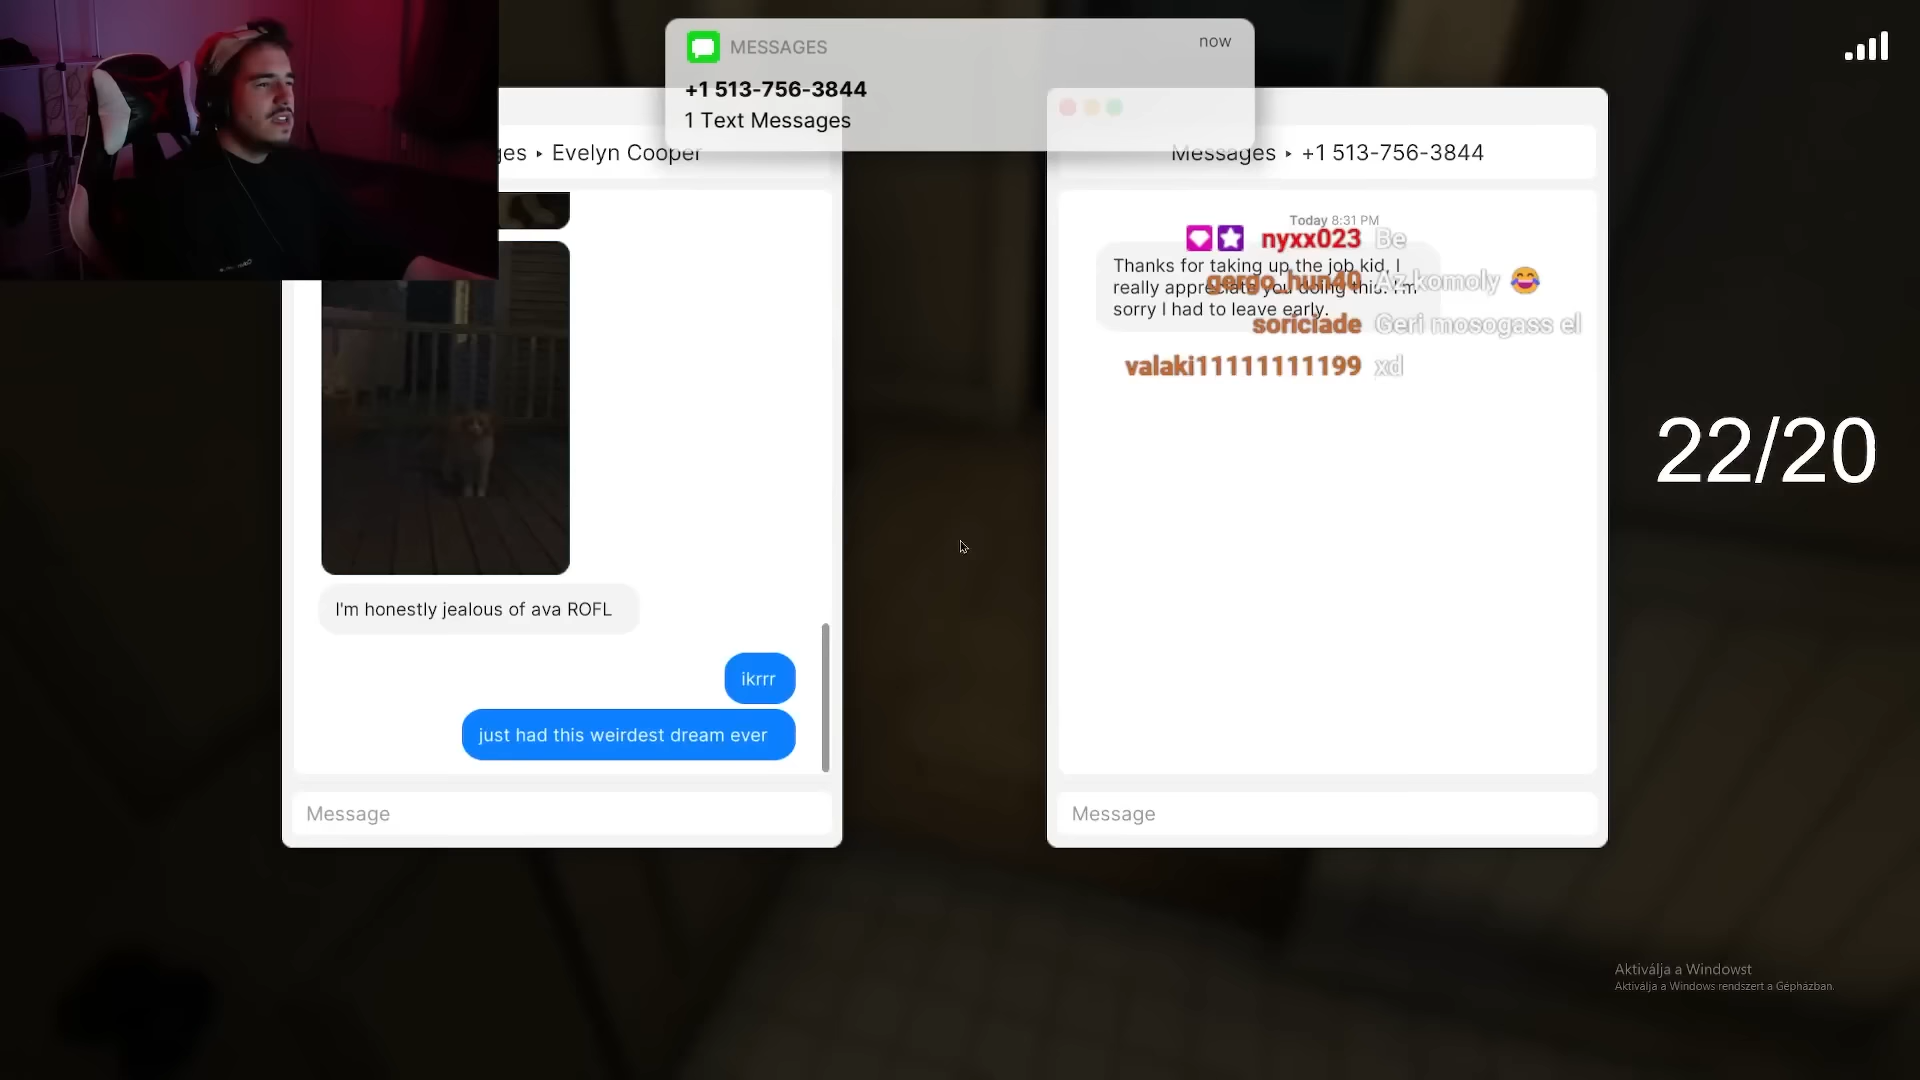 MESSAGES
now
+1 513-756-3844
1 Text Messages
ges ▸ Evelyn Cooper
I'm honestly jealous of ava ROFL
ikrrr
just had this weirdest dream ever
Message
Messages ▸ +1 513-756-3844
Today 8:31 PM
Thanks for taking up the job kid, I
really appreciate you doing this. I'm
sorry I had to leave early.
nyxx023 Be
gergo_hun40 Az komoly 😂
soriclade Geri mosogass el
valaki11111111199 xd
Message
22/20
Aktiválja a Windowst
Aktiválja a Windows rendszert a Gépházban.